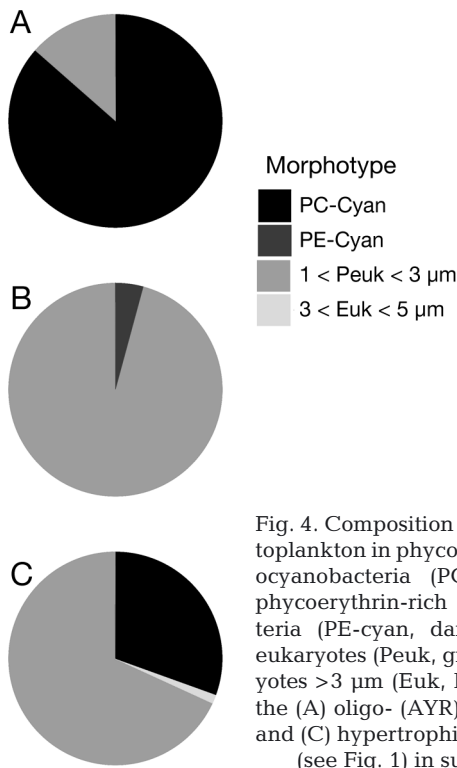 A
Morphotype
PC-Cyan
PE-Cyan
1 < Peuk < 3 μm
3 < Euk < 5 μm
B
C
Fig. 4. Composition
toplankton in phyco
ocyanobacteria (PC
phycoerythrin-rich
teria (PE-cyan, da
eukaryotes (Peuk, g
yotes >3 μm (Euk,
the (A) oligo- (AYR)
and (C) hypertrophi
(see Fig. 1) in su